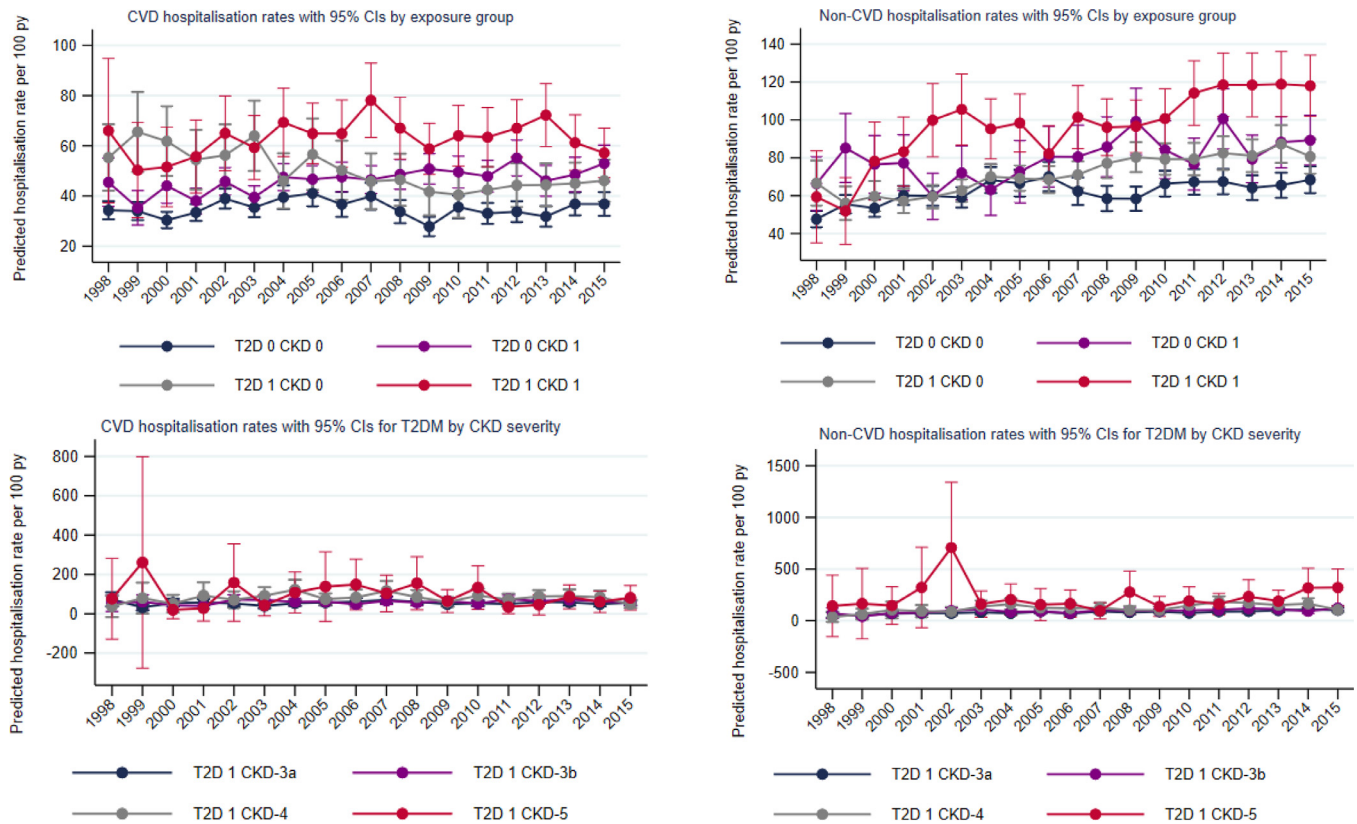 CVD hospitalisation rates with 95% CIs by exposure group
Predicted hospitalisation rate per 100 py
100
80
60
40
20
1998 1999 2000 2001 2002 2003 2004 2005 2006 2007 2008 2009 2010 2011 2012 2013 2014 2015
T2D 0 CKD 0 T2D 0 CKD 1
T2D 1 CKD 0 T2D 1 CKD 1
Non-CVD hospitalisation rates with 95% CIs by exposure group
Predicted hospitalisation rate per 100 py
140
120
100
80
60
40
1998 1999 2000 2001 2002 2003 2004 2005 2006 2007 2008 2009 2010 2011 2012 2013 2014 2015
T2D 0 CKD 0 T2D 0 CKD 1
T2D 1 CKD 0 T2D 1 CKD 1
CVD hospitalisation rates with 95% CIs for T2DM by CKD severity
Predicted hospitalisation rate per 100 py
800
600
400
200
0
-200
1998 1999 2000 2001 2002 2003 2004 2005 2006 2007 2008 2009 2010 2011 2012 2013 2014 2015
T2D 1 CKD-3a T2D 1 CKD-3b
T2D 1 CKD-4 T2D 1 CKD-5
Non-CVD hospitalisation rates with 95% CIs for T2DM by CKD severity
Predicted hospitalisation rate per 100 py
1500
1000
500
0
-500
1998 1999 2000 2001 2002 2003 2004 2005 2006 2007 2008 2009 2010 2011 2012 2013 2014 2015
T2D 1 CKD-3a T2D 1 CKD-3b
T2D 1 CKD-4 T2D 1 CKD-5